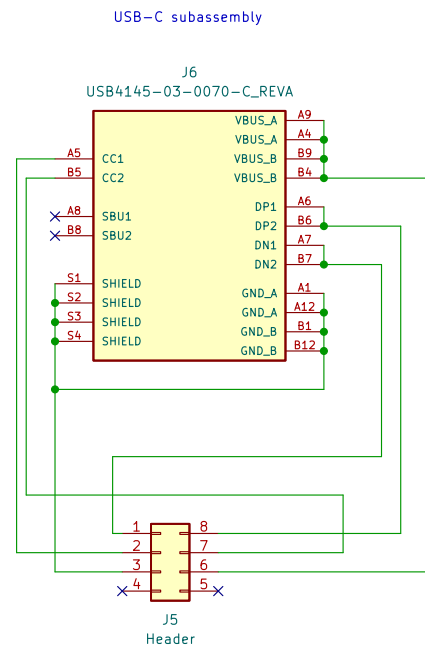 USB-C subassembly
J6
USB4145-03-0070-C_REVA
VBUS_A A9
VBUS_A A4
A5 CC1 VBUS_B B9
B5 CC2 VBUS_B B4
DP1 A6
A8 SBU1 DP2 B6
B8 SBU2 DN1 A7
DN2 B7
S1 SHIELD GND_A A1
S2 SHIELD GND_A A12
S3 SHIELD GND_B B1
S4 SHIELD GND_B B12
1 8
2 7
3 6
4 5
J5
Header